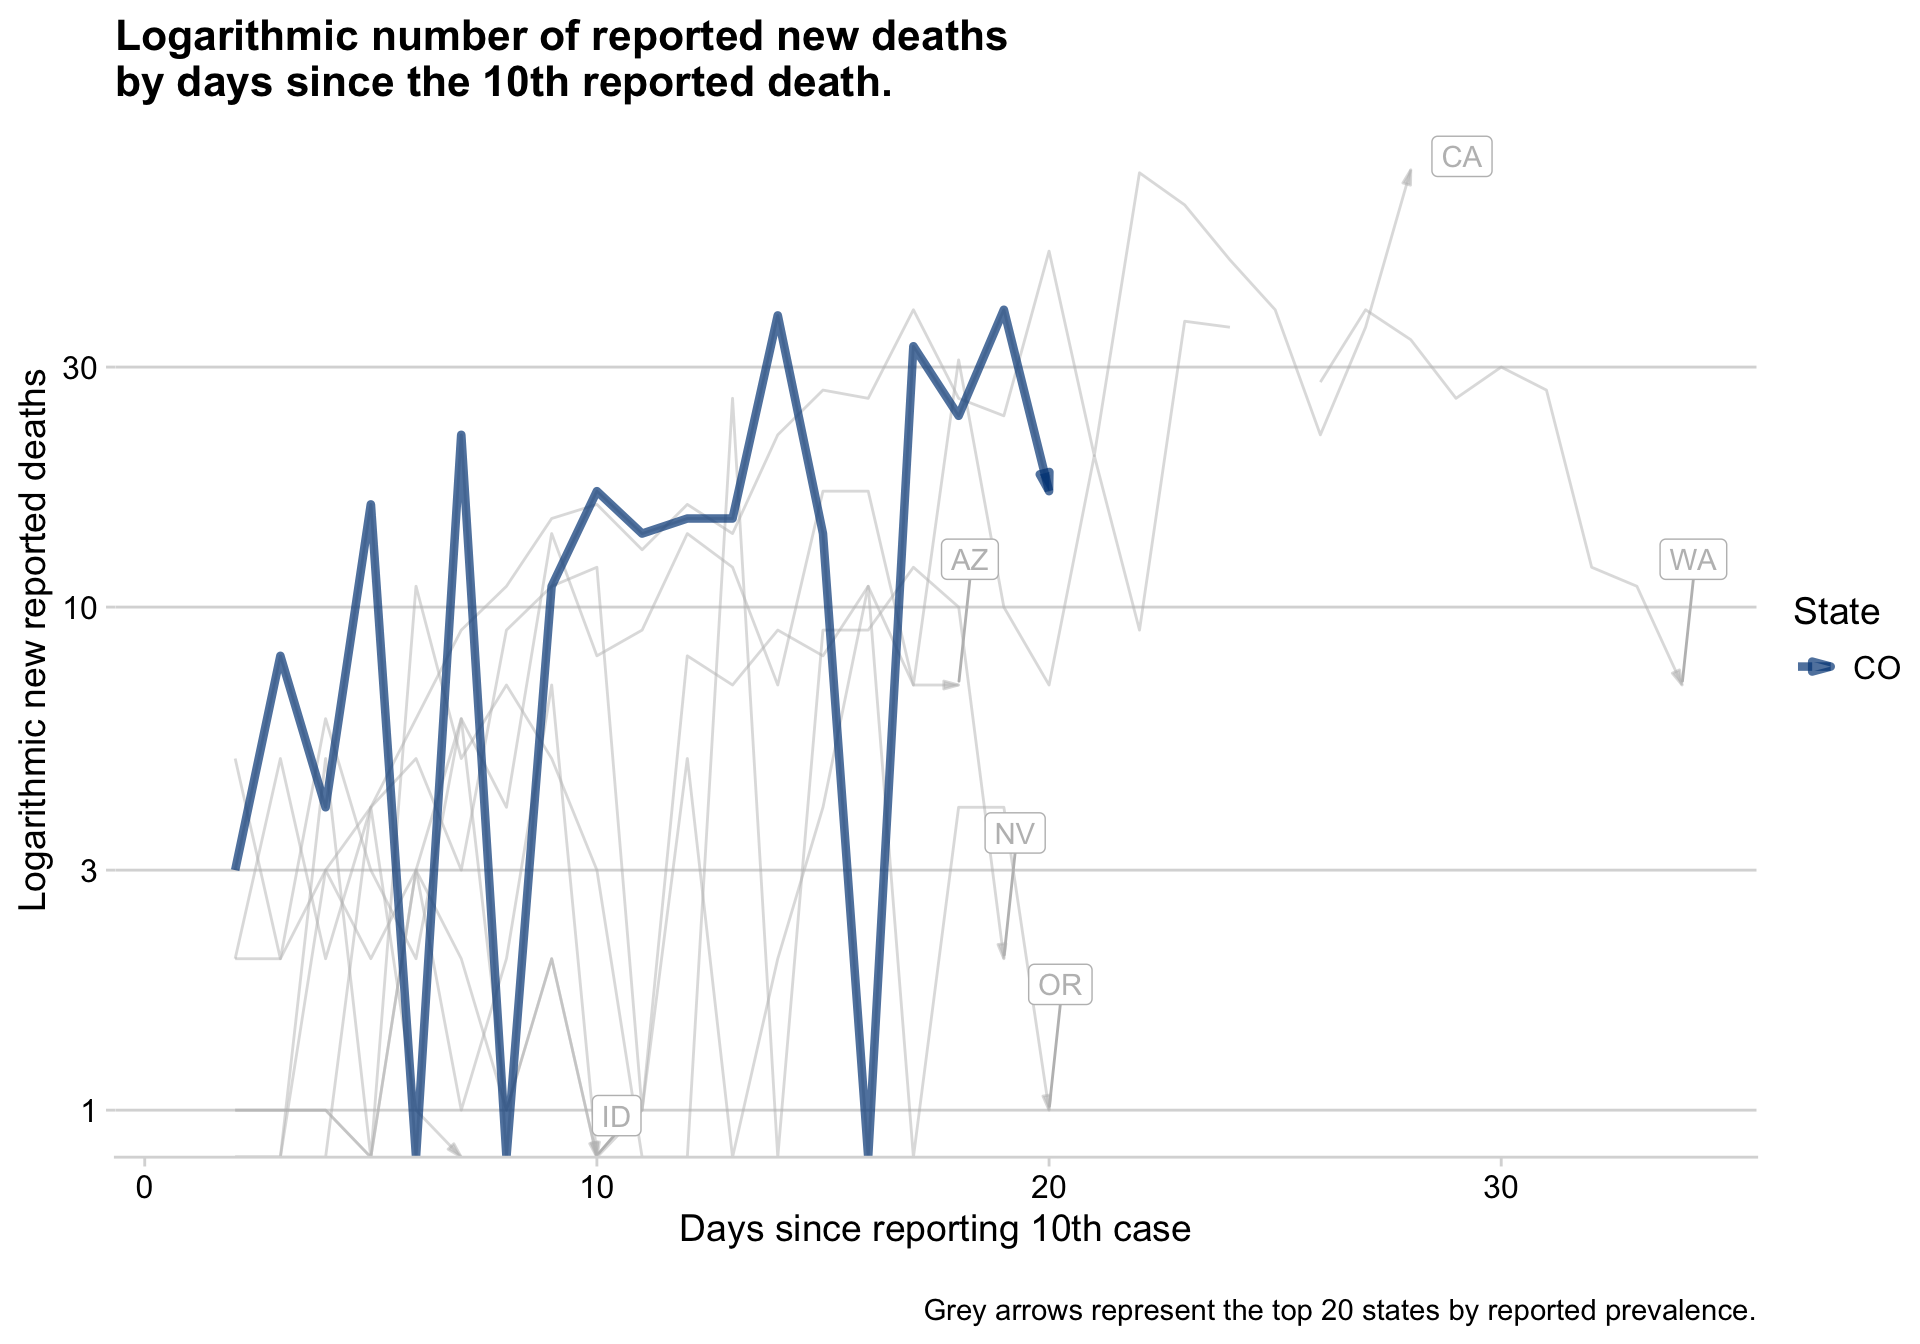 Logarithmic number of reported new deaths
by days since the 10th reported death.
CA
30
AZ
WA
10
State
CO
NV
3
OR
1
ID
0
10
20
30
Logarithmic new reported deaths
Days since reporting 10th case
Grey arrows represent the top 20 states by reported prevalence.